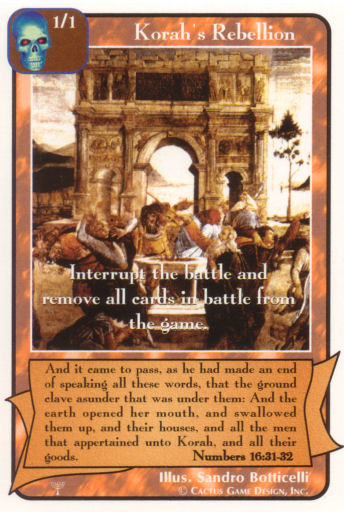 1/1
Korah's Rebellion
Interrupt the battle and
remove all cards in battle from
the game.
And it came to pass, as he had made an end
of speaking all these words, that the ground
clave asunder that was under them: And the
earth opened her mouth, and swallowed
them up, and their houses, and all the men
that appertained unto Korah, and all their
goods. Numbers 16:31-32
Illus. Sandro Botticelli
© Cactus Game Design, Inc.